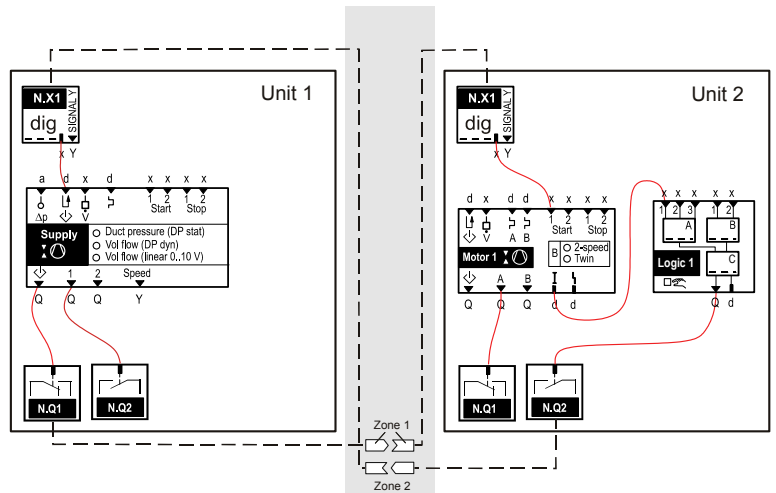 Unit 1
N.X1
SIGNAL Y
dig
x Y
a d x d x x x x
1 2 1 2
Δp V Start Stop
Supply
Duct pressure (DP stat)
Vol flow (DP dyn)
Vol flow (linear 0..10 V)
1 2 Speed
Q Q Q Y
N.Q1
N.Q2
Unit 2
N.X1
SIGNAL Y
dig
x Y
d x d d x x x x
1 2 1 2
V A B Start Stop
Motor 1
B
2-speed
Twin
A B
Q Q Q d d
x x x x x
1 2 3 1 2
A B
Logic 1
C
Q d
N.Q1
N.Q2
Zone 1
Zone 2